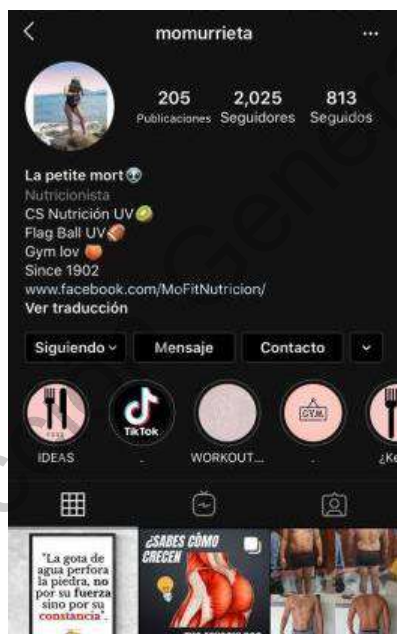 momurrieta
205 2,025 813
Publicaciones Seguidores Seguidos
La petite mort
Nutricionista
CS Nutrición UV
Flag Ball UV
Gym lov
Since 1902
www.facebook.com/MoFitNutricion/
Ver traducción
Siguiendo Mensaje Contacto
TikTok
GYM
IDEAS . WORKOUT... . ¿Ke
"La gota de
agua perfora
la piedra, no
por su fuerza
sino por su
constancia".
¿SABES CÓMO
CRECEN